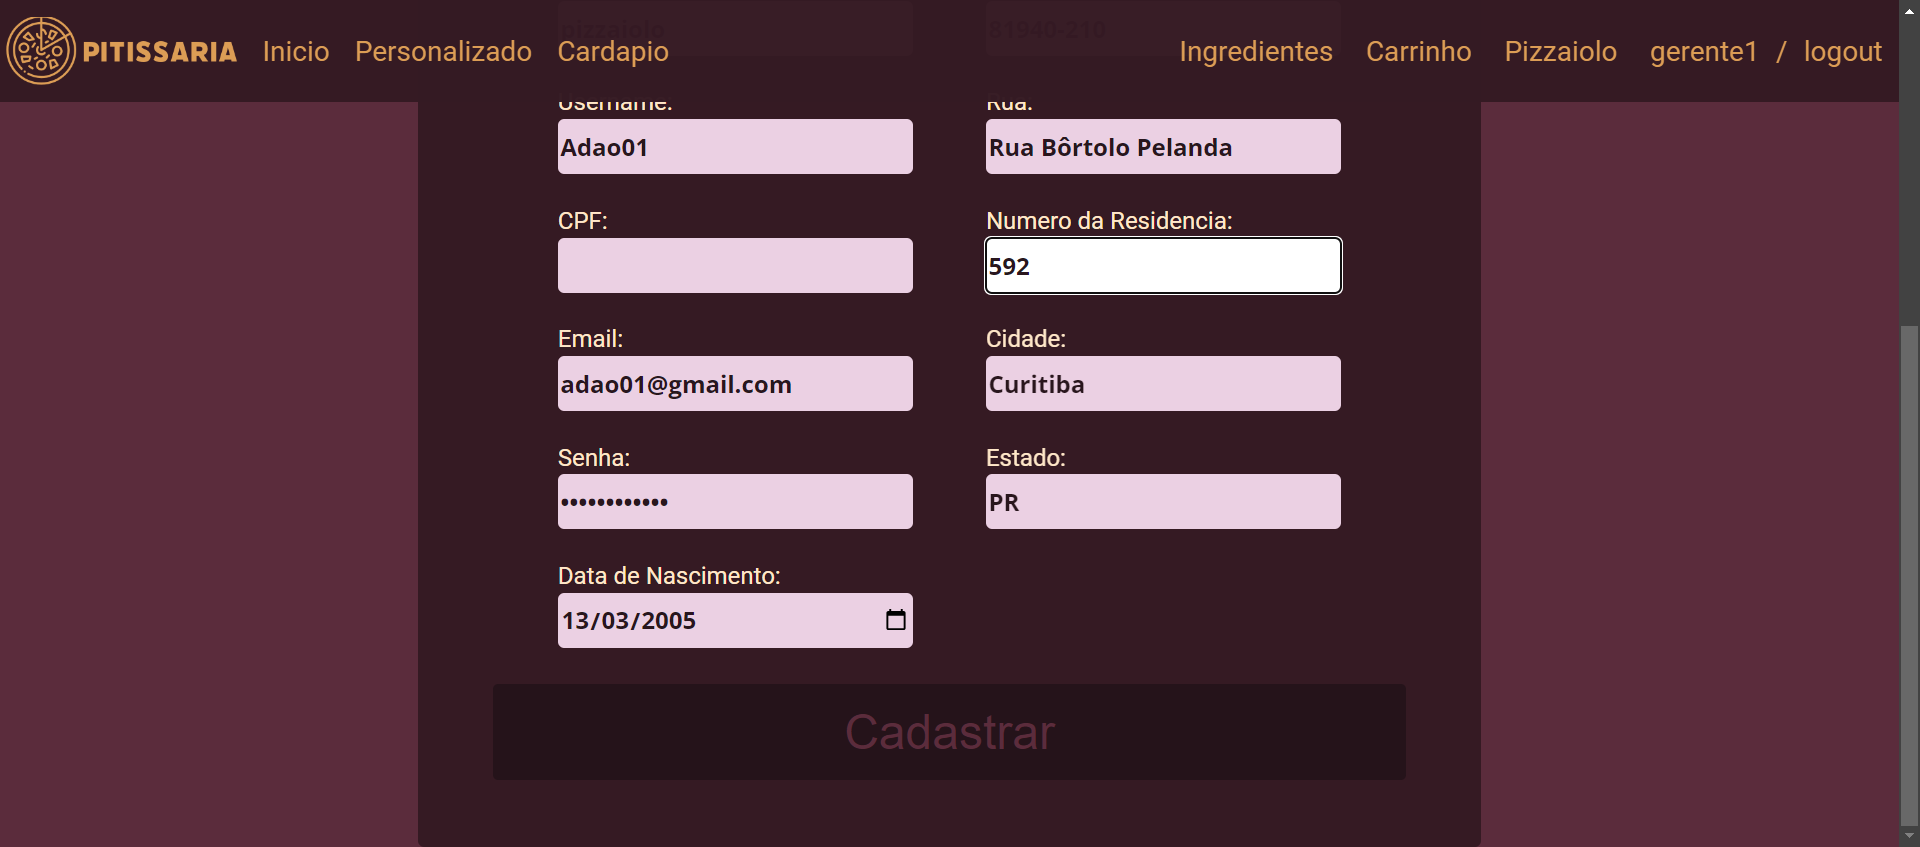 PITISSARIA Inicio Personalizado Cardapio Ingredientes Carrinho Pizzaiolo gerente1 / logout
pizzaiolo 81940-210
Username: Rua:
Adao01 Rua Bôrtolo Pelanda
CPF: Numero da Residencia:
592
Email: Cidade:
adao01@gmail.com Curitiba
Senha: Estado:
•••••••••••• PR
Data de Nascimento:
13/03/2005
Cadastrar